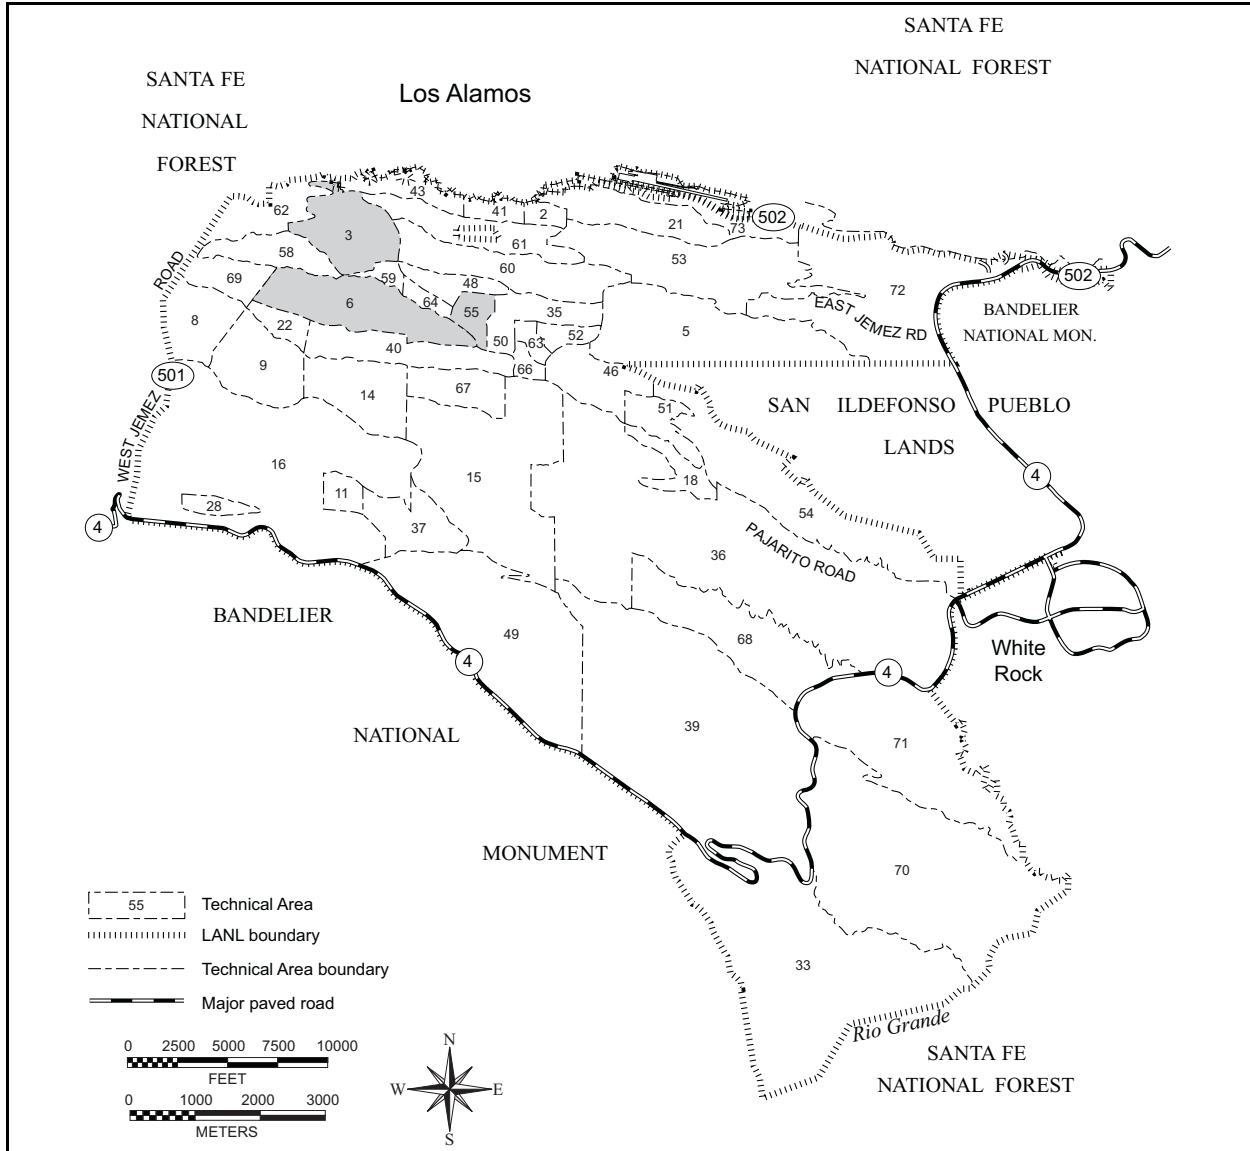 SANTA FE
NATIONAL FOREST
SANTA FE
NATIONAL
FOREST
Los Alamos
43
62
41
2
21
73
502
3
61
53
58
60
502
69
59
48
72
6
64
55
EAST JEMEZ RD
BANDELIER
NATIONAL MON.
ROAD
8
22
35
5
40
50
63
52
9
66
46
501
14
67
51
SAN ILDEFONSO PUEBLO
LANDS
WEST JEMEZ
16
15
11
18
4
28
54
4
37
36
PAJARITO ROAD
BANDELIER
49
68
White
Rock
4
4
NATIONAL
39
71
MONUMENT
70
33
Rio Grande
SANTA FE
NATIONAL FOREST
55 Technical Area
LANL boundary
Technical Area boundary
Major paved road
0 2500 5000 7500 10000
FEET
0 1000 2000 3000
METERS
N
W E
S